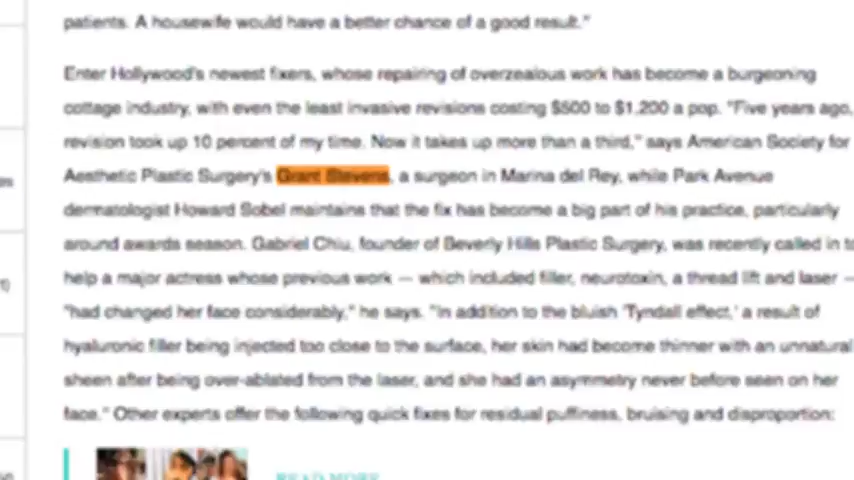 patients. A housewife would have a better chance of a good result."
Enter Hollywood's newest fixers, whose repairing of overzealous work has become a burgeoning
cottage industry, with even the least invasive revisions costing $500 to $1,200 a pop. "Five years ago,
revision took up 10 percent of my time. Now it takes up more than a third," says American Society for
Aesthetic Plastic Surgery's Grant Stevens, a surgeon in Marina del Rey, while Park Avenue
dermatologist Howard Sobel maintains that the fix has become a big part of his practice, particularly
around awards season. Gabriel Chiu, founder of Beverly Hills Plastic Surgery, was recently called in to
help a major actress whose previous work — which included filler, neurotoxin, a thread lift and laser —
"had changed her face considerably," he says. "In addition to the bluish 'Tyndall effect,' a result of
hyaluronic filler being injected too close to the surface, her skin had become thinner with an unnatural
sheen after being over-ablated from the laser, and she had an asymmetry never before seen on her
face." Other experts offer the following quick fixes for residual puffiness, bruising and disproportion:
READ MORE